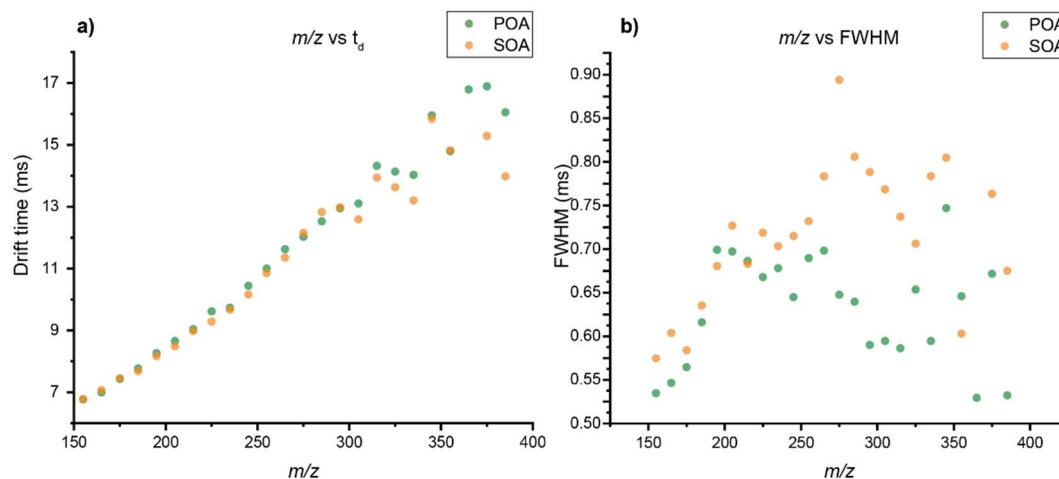 a)
m/z vs td
POA
SOA
17
15
13
11
9
7
Drift time (ms)
150 200 250 300 350 400
m/z
b)
m/z vs FWHM
POA
SOA
0.90
0.85
0.80
0.75
0.70
0.65
0.60
0.55
0.50
FWHM (ms)
150 200 250 300 350 400
m/z